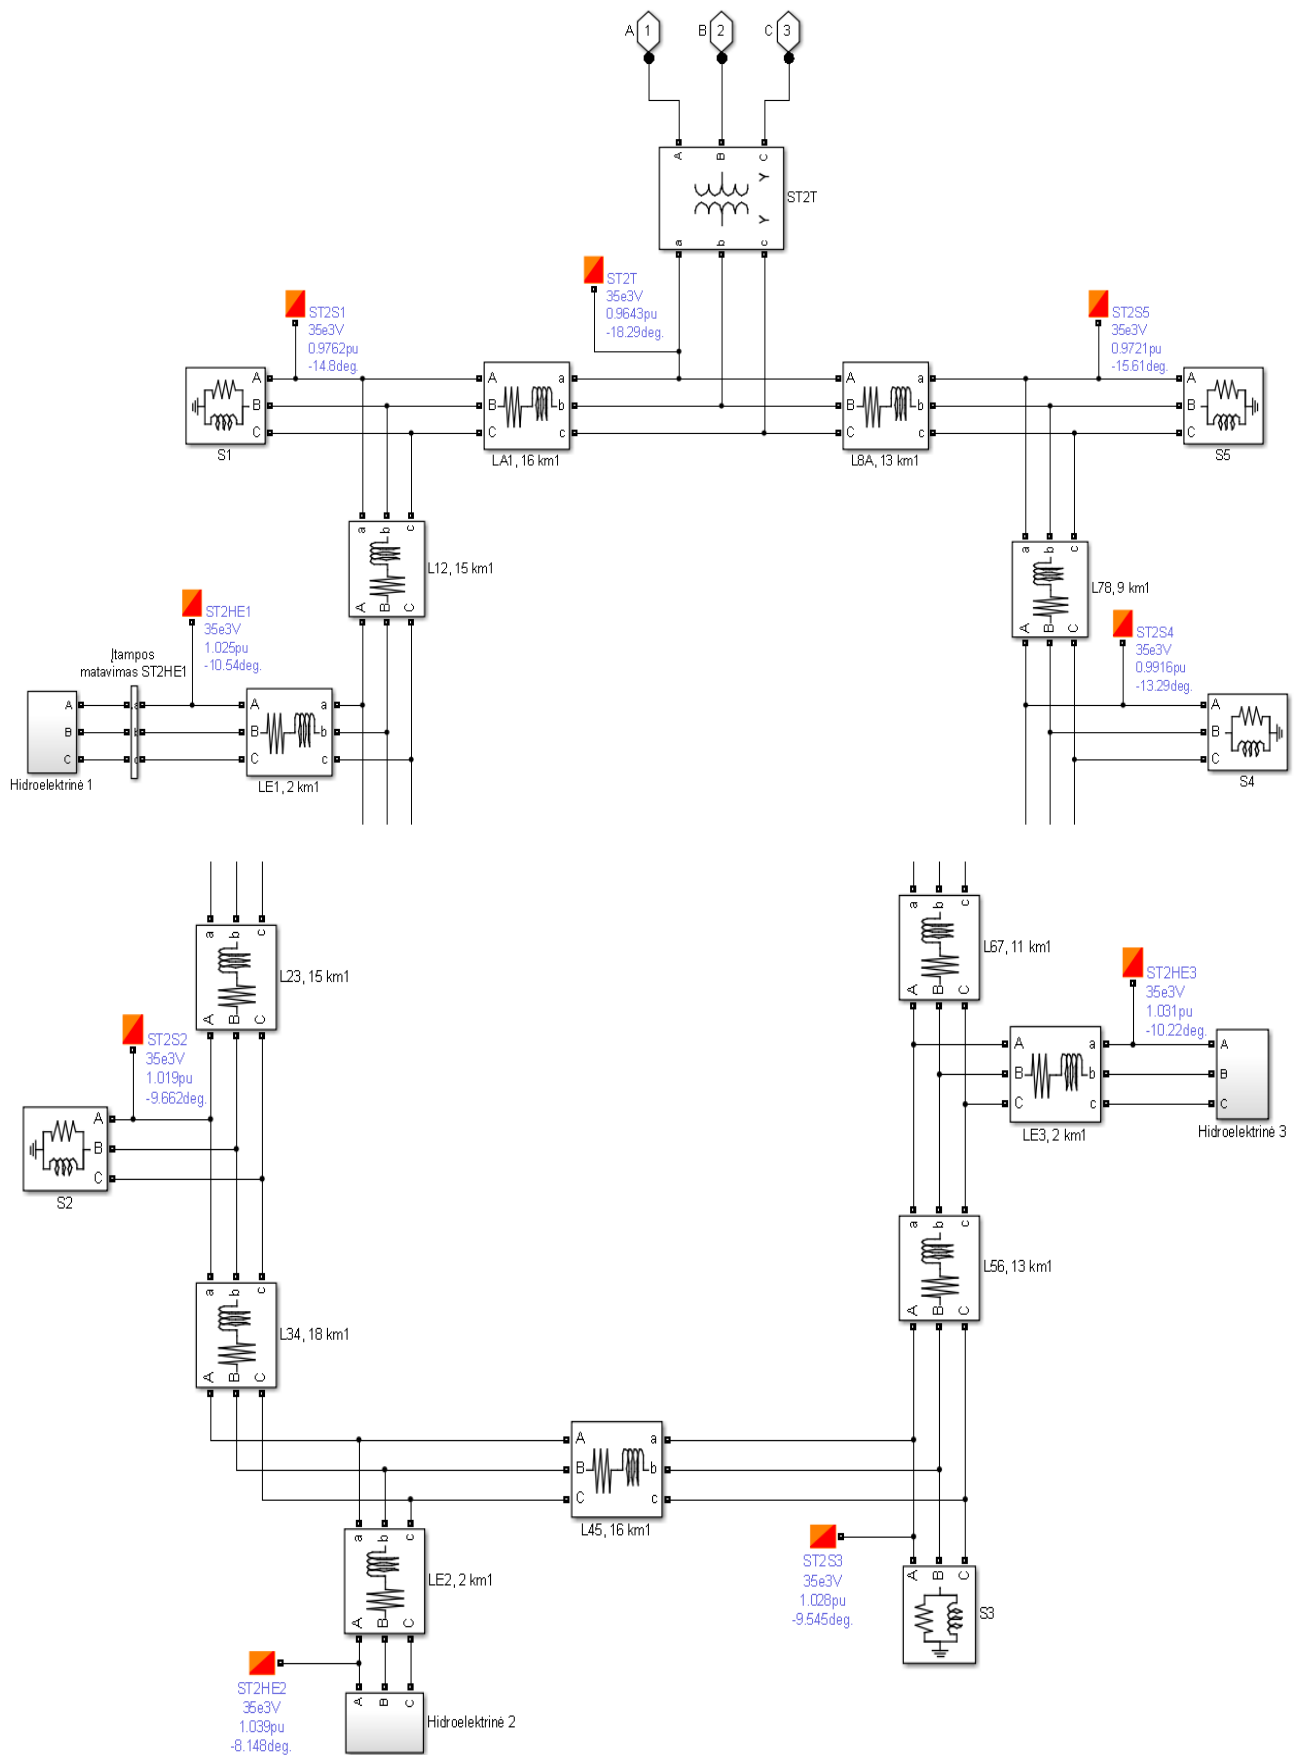 A 1 B 2 C 3
A B C
Y Y
a b c
ST2T
ST2T
35e3V
0.9643pu
-18.29deg.
ST2S1
35e3V
0.9762pu
-14.8deg.
ST2S5
35e3V
0.9721pu
-15.61deg.
A A a A a A
B B b B b B
C C c C c C
S1
LA1, 16 km1
L8A, 13 km1
S5
a b c
L12, 15 km1
A B C
a b c
L78, 9 km1
A B C
ST2HE1
35e3V
1.025pu
-10.54deg.
Įtampos
matavimas ST2HE1
ST2S4
35e3V
0.9916pu
-13.29deg.
A A a A
B B b B
C C c C
Hidroelektrinė 1
LE1, 2 km1
S4
a b c
L23, 15 km1
A B C
a b c
L67, 11 km1
A B C
ST2HE3
35e3V
1.031pu
-10.22deg.
ST2S2
35e3V
1.019pu
-9.662deg.
A a A
B b B
C c C
LE3, 2 km1
Hidroelektrinė 3
A
B
C
S2
a b c
L56, 13 km1
A B C
a b c
L34, 18 km1
A B C
A a
B b
C c
L45, 16 km1
a b c
LE2, 2 km1
A B C
ST2S3
35e3V
1.028pu
-9.545deg.
A B C
S3
ST2HE2
35e3V
1.039pu
-8.148deg.
A B C
Hidroelektrinė 2